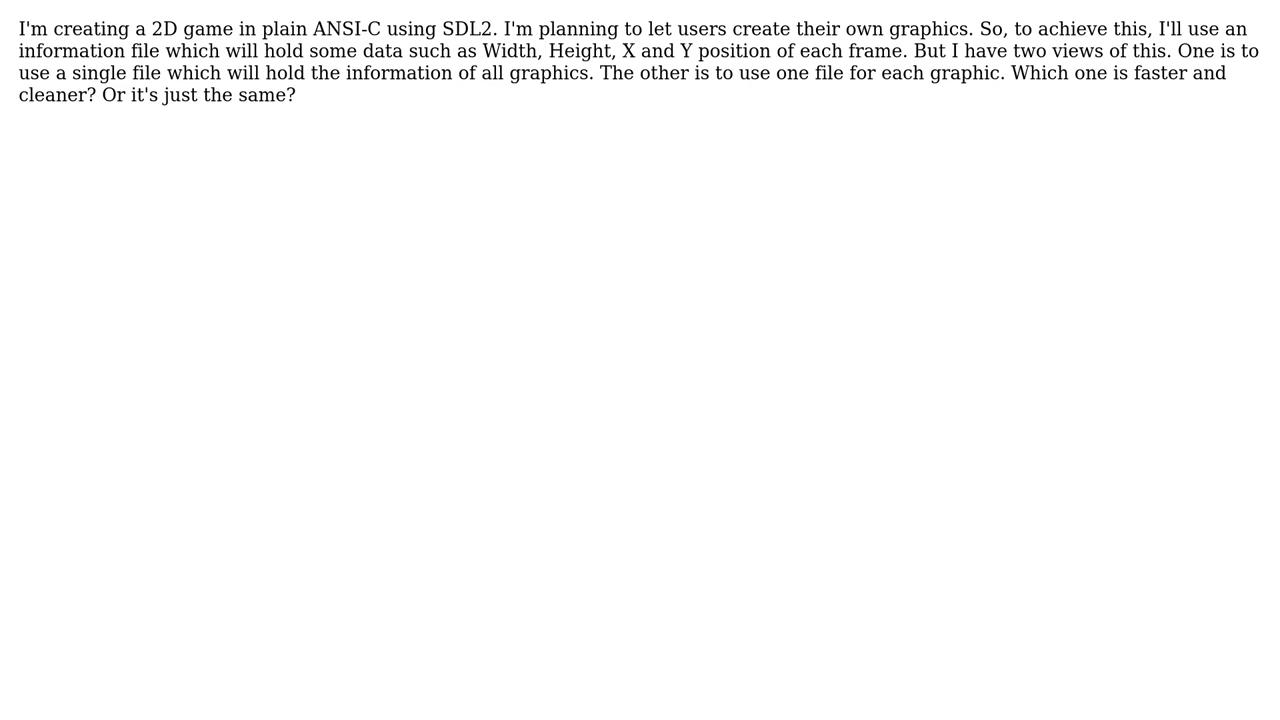 I'm creating a 2D game in plain ANSI-C using SDL2. I'm planning to let users create their own graphics. So, to achieve this, I'll use an
information file which will hold some data such as Width, Height, X and Y position of each frame. But I have two views of this. One is to
use a single file which will hold the information of all graphics. The other is to use one file for each graphic. Which one is faster and
cleaner? Or it's just the same?